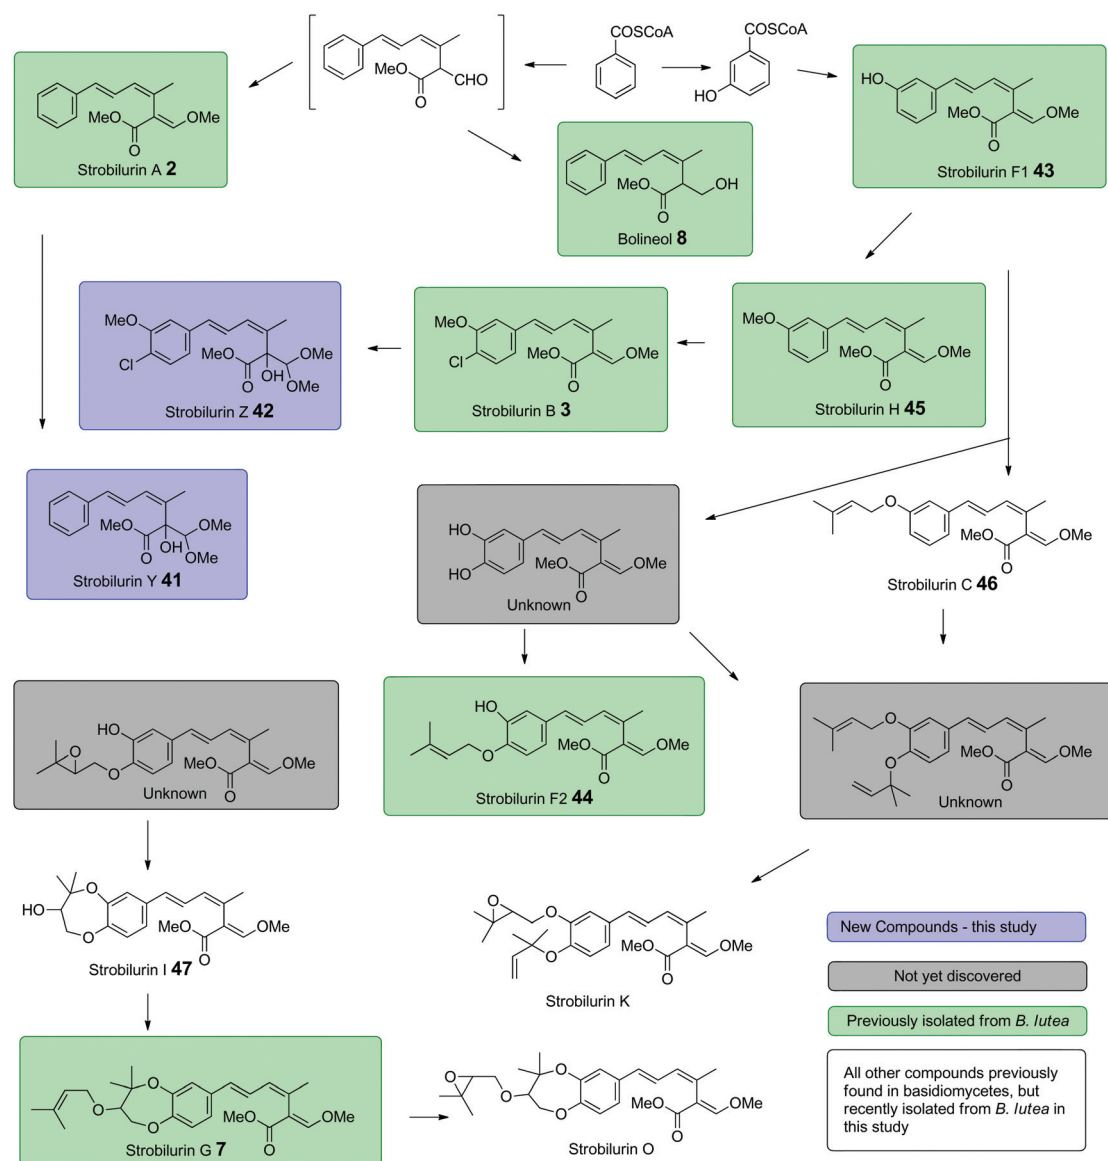 COSCoA
COSCoA
MeO
CHO
O
HO
HO
MeO
OMe
O
Strobilurin A 2
MeO
OH
O
Bolineol 8
MeO
OMe
O
Strobilurin F1 43
MeO
Cl
MeO
OMe
O
OH
OMe
Strobilurin Z 42
MeO
Cl
MeO
OMe
O
Strobilurin B 3
MeO
MeO
OMe
O
Strobilurin H 45
MeO
OMe
O
OH
OMe
Strobilurin Y 41
HO
HO
MeO
OMe
O
Unknown
O
MeO
OMe
O
Strobilurin C 46
HO
O
O
MeO
OMe
O
Unknown
HO
O
MeO
OMe
O
Strobilurin F2 44
O
O
MeO
OMe
O
Unknown
HO
O
O
MeO
OMe
O
Strobilurin I 47
O
O
O
MeO
OMe
O
Strobilurin K
O
O
O
MeO
OMe
O
Strobilurin G 7
O
O
O
O
MeO
OMe
O
Strobilurin O
New Compounds - this study
Not yet discovered
Previously isolated from B. lutea
All other compounds previously
found in basidiomycetes, but
recently isolated from B. lutea in
this study